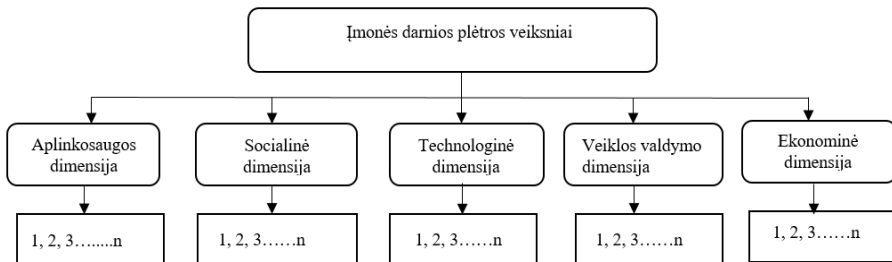 Įmonės darnios plėtros veiksniai
Aplinkosaugos
dimensija
Socialinė
dimensija
Technologinė
dimensija
Veiklos valdymo
dimensija
Ekonominė
dimensija
1, 2, 3…......n
1, 2, 3……n
1, 2, 3……n
1, 2, 3……n
1, 2, 3……n